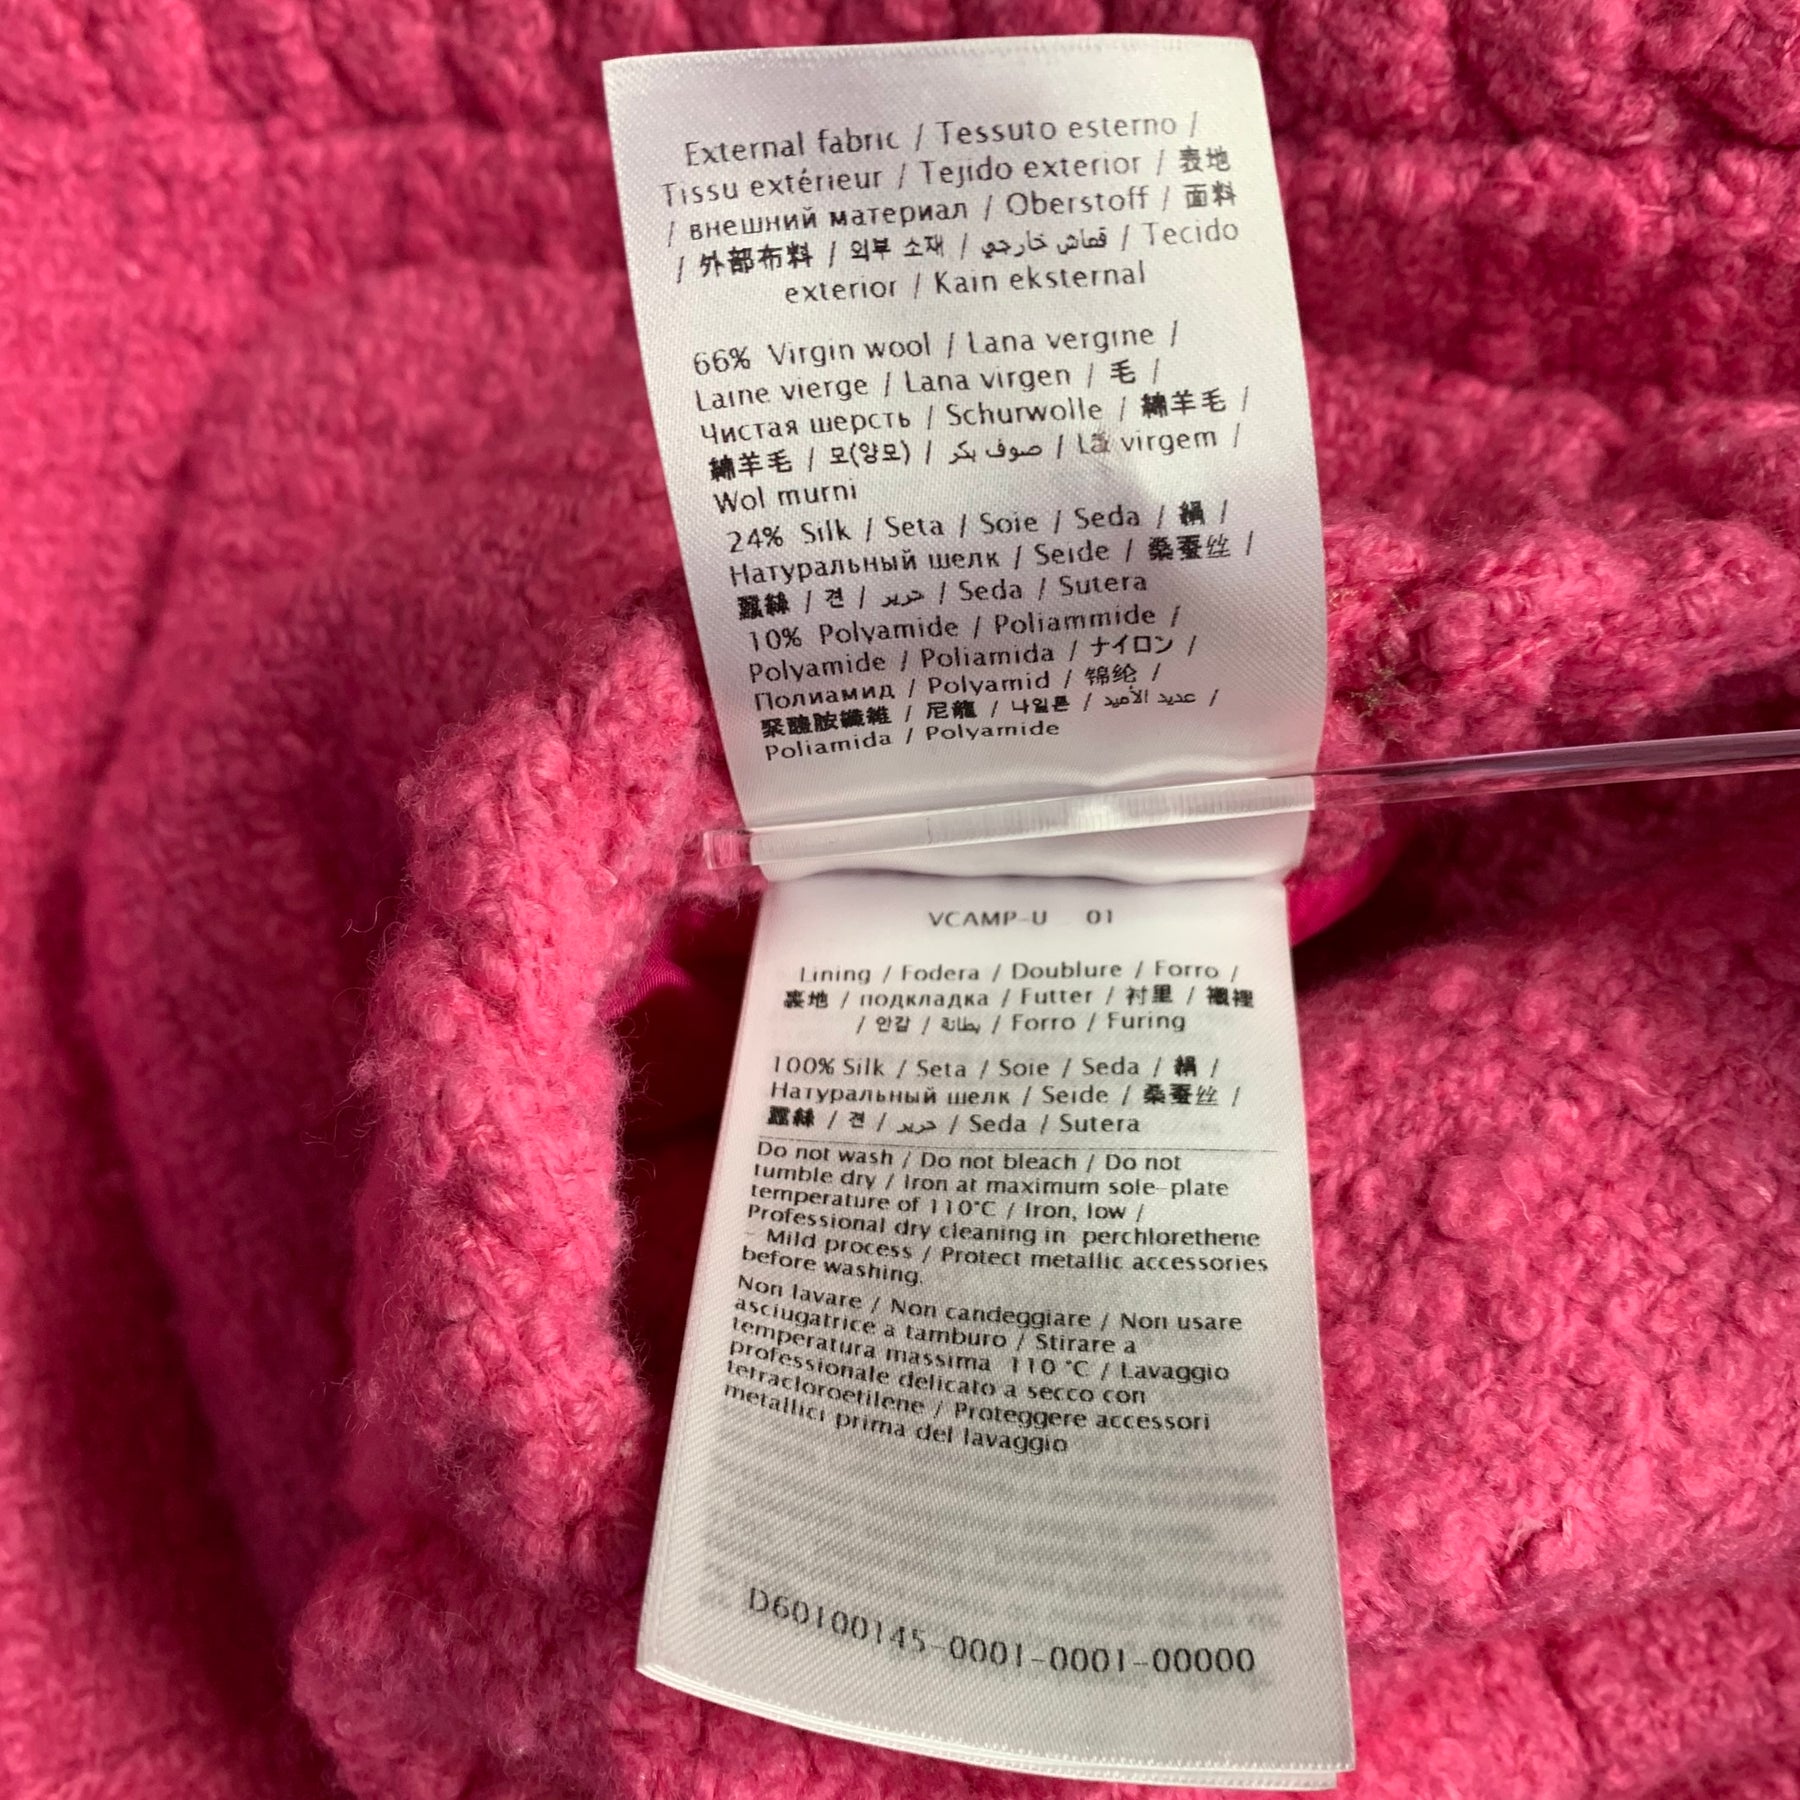 External fabric / Tessuto esterno /
Tissu extérieur / Tejido exterior / 表地
/ внешний материал / Oberstoff / 面料
/ 外部布料 / 외부 소재 / قماش خارجي / Tecido
exterior / Kain eksternal
66% Virgin wool / Lana vergine /
Laine vierge / Lana virgen / 毛 /
Чистая шерсть / Schurwolle / 綿羊毛 /
綿羊毛 / 모(양모) / صوف بكر / Lã virgem /
Wol murni
24% Silk / Seta / Soie / Seda / 絹 /
Натуральный шелк / Seide / 桑蚕丝 /
蠶絲 / 견 / حرير / Seda / Sutera
10% Polyamide / Poliammide /
Polyamide / Poliamida / ナイロン /
Полиамид / Polyamid / 锦纶 /
聚醯胺纖維 / 尼龍 / 나일론 / عديد الأميد /
Poliamida / Polyamide
VCAMP-U 01
Lining / Fodera / Doublure / Forro /
裏地 / подкладка / Futter / 衬里 / 襯裡
/ 안감 / بطانة / Forro / Furing
100% Silk / Seta / Soie / Seda / 絹 /
Натуральный шелк / Seide / 桑蚕丝 /
蠶絲 / 견 / حرير / Seda / Sutera
Do not wash / Do not bleach / Do not
tumble dry / Iron at maximum sole-plate
temperature of 110°C / Iron, low /
Professional dry cleaning in perchlorethene
- Mild process / Protect metallic accessories
before washing.
Non lavare / Non candeggiare / Non usare
asciugatrice a tamburo / Stirare a
temperatura massima 110 °C / Lavaggio
professionale delicato a secco con
tetracloroetilene / Proteggere accessori
metallici prima del lavaggio
D60100145-0001-0001-00000